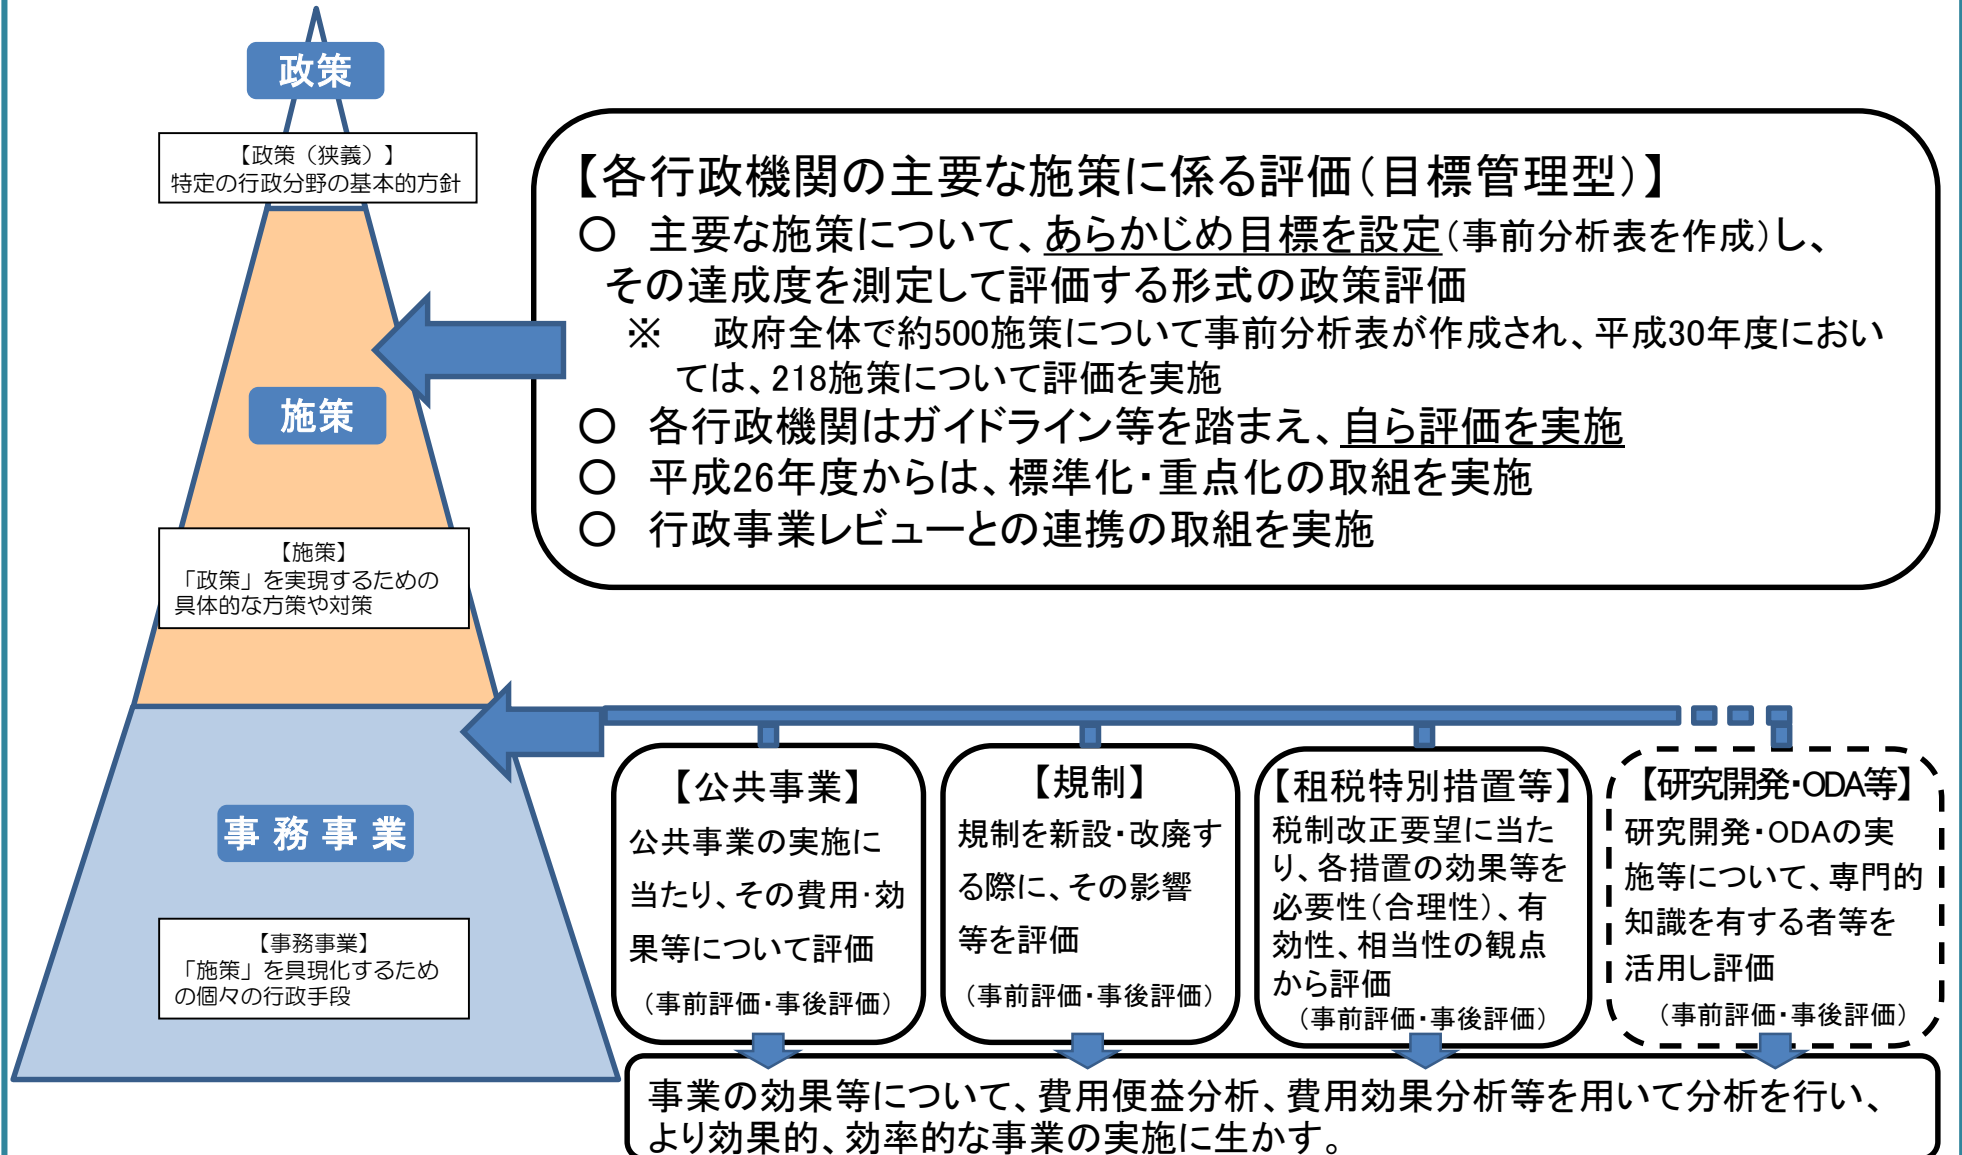 政策
【政策（狭義）】
特定の行政分野の基本的方針
施策
【施策】
「政策」を実現するための
具体的な方策や対策
事務事業
【事務事業】
「施策」を具現化するため
の個々の行政手段
【各行政機関の主要な施策に係る評価（目標管理型）】
○　主要な施策について、あらかじめ目標を設定（事前分析表を作成）し、
その達成度を測定して評価する形式の政策評価
※　政府全体で約500施策について事前分析表が作成され、平成30年度におい
ては、218施策について評価を実施
○　各行政機関はガイドライン等を踏まえ、自ら評価を実施
○　平成26年度からは、標準化・重点化の取組を実施
○　行政事業レビューとの連携の取組を実施
【公共事業】
公共事業の実施に
当たり、その費用・効
果等について評価
（事前評価・事後評価）
【規制】
規制を新設・改廃す
る際に、その影響
等を評価
（事前評価・事後評価）
【租税特別措置等】
税制改正要望に当た
り、各措置の効果等を
必要性（合理性）、有
効性、相当性の観点
から評価
（事前評価・事後評価）
【研究開発・ODA等】
研究開発・ODAの実
施等について、専門的
知識を有する者等を
活用し評価
（事前評価・事後評価）
事業の効果等について、費用便益分析、費用効果分析等を用いて分析を行い、
より効果的、効率的な事業の実施に生かす。